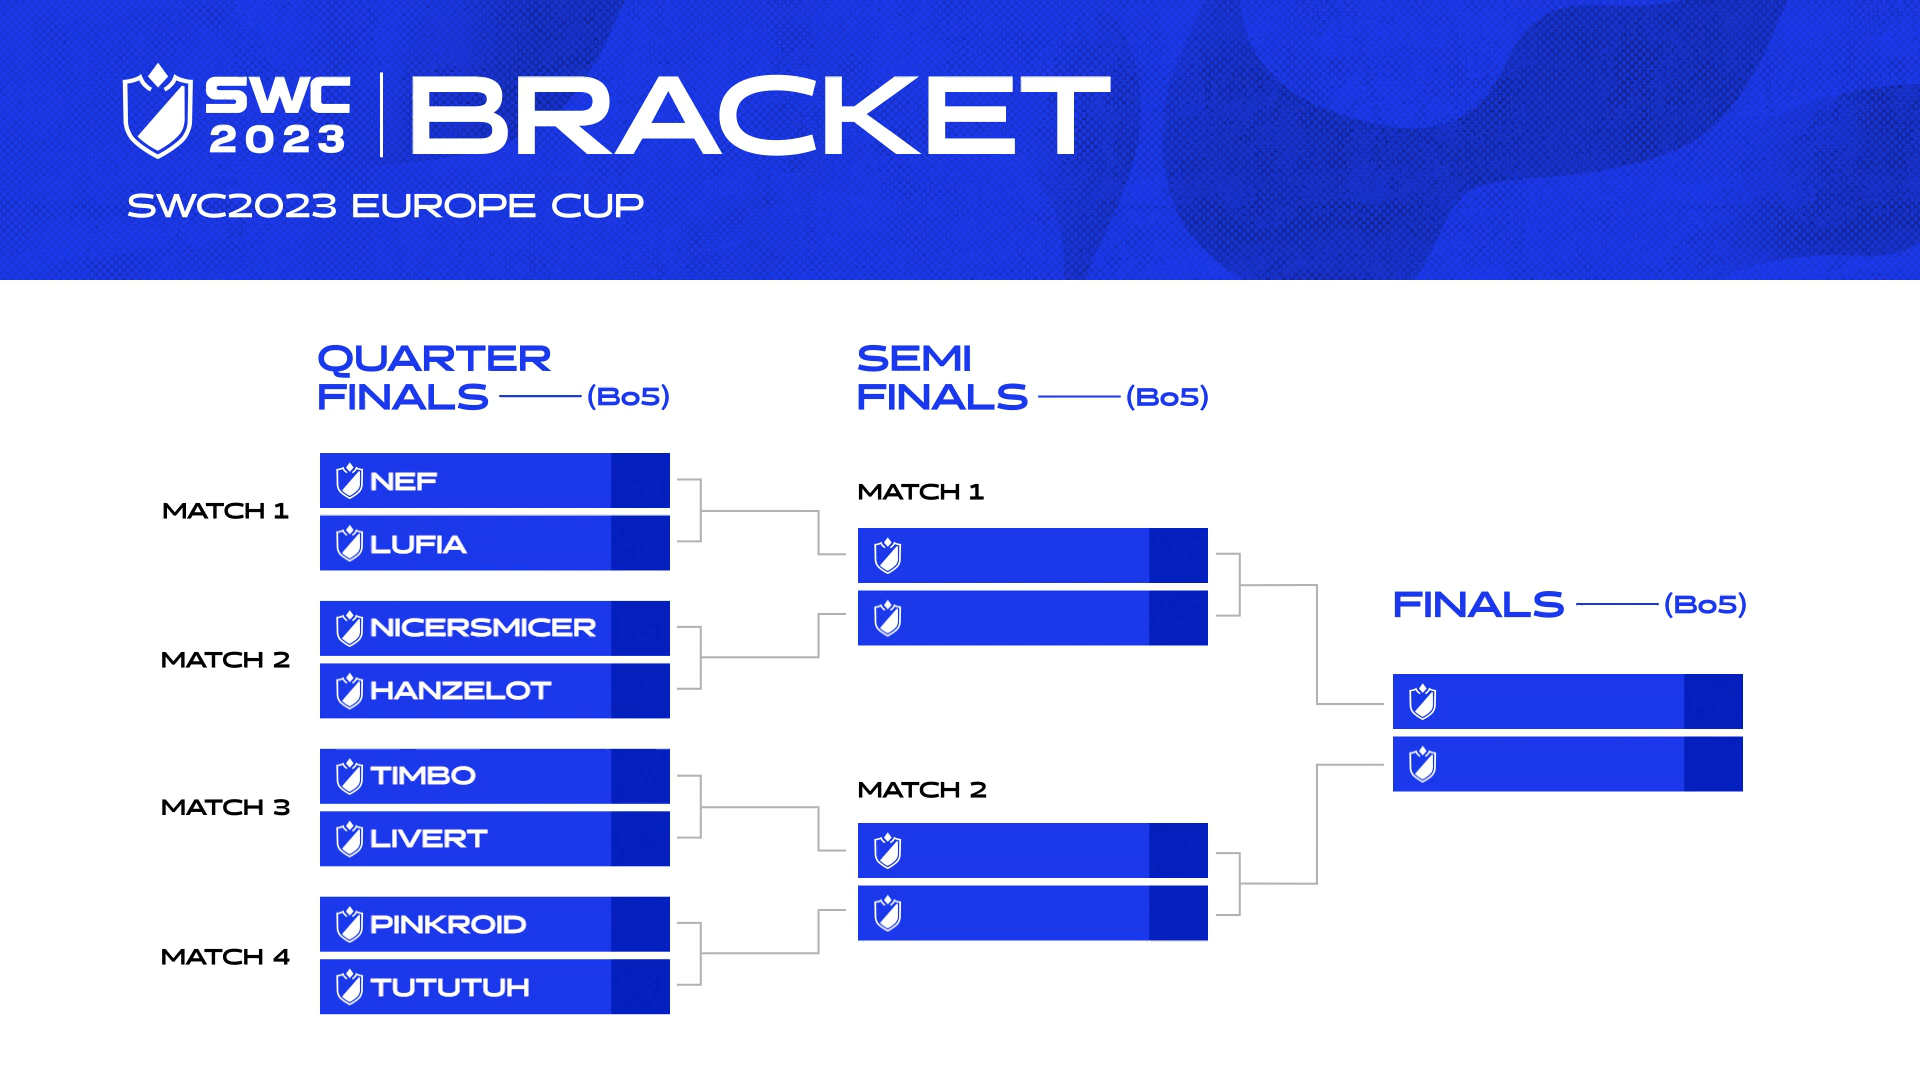 SWC
2023
BRACKET
SWC2023 EUROPE CUP
QUARTER
FINALS (Bo5)
MATCH 1
NEF
LUFIA
MATCH 2
NICERSMICER
HANZELOT
MATCH 3
TIMBO
LIVERT
MATCH 4
PINKROID
TUTUTUH
SEMI
FINALS (Bo5)
MATCH 1
MATCH 2
FINALS (Bo5)